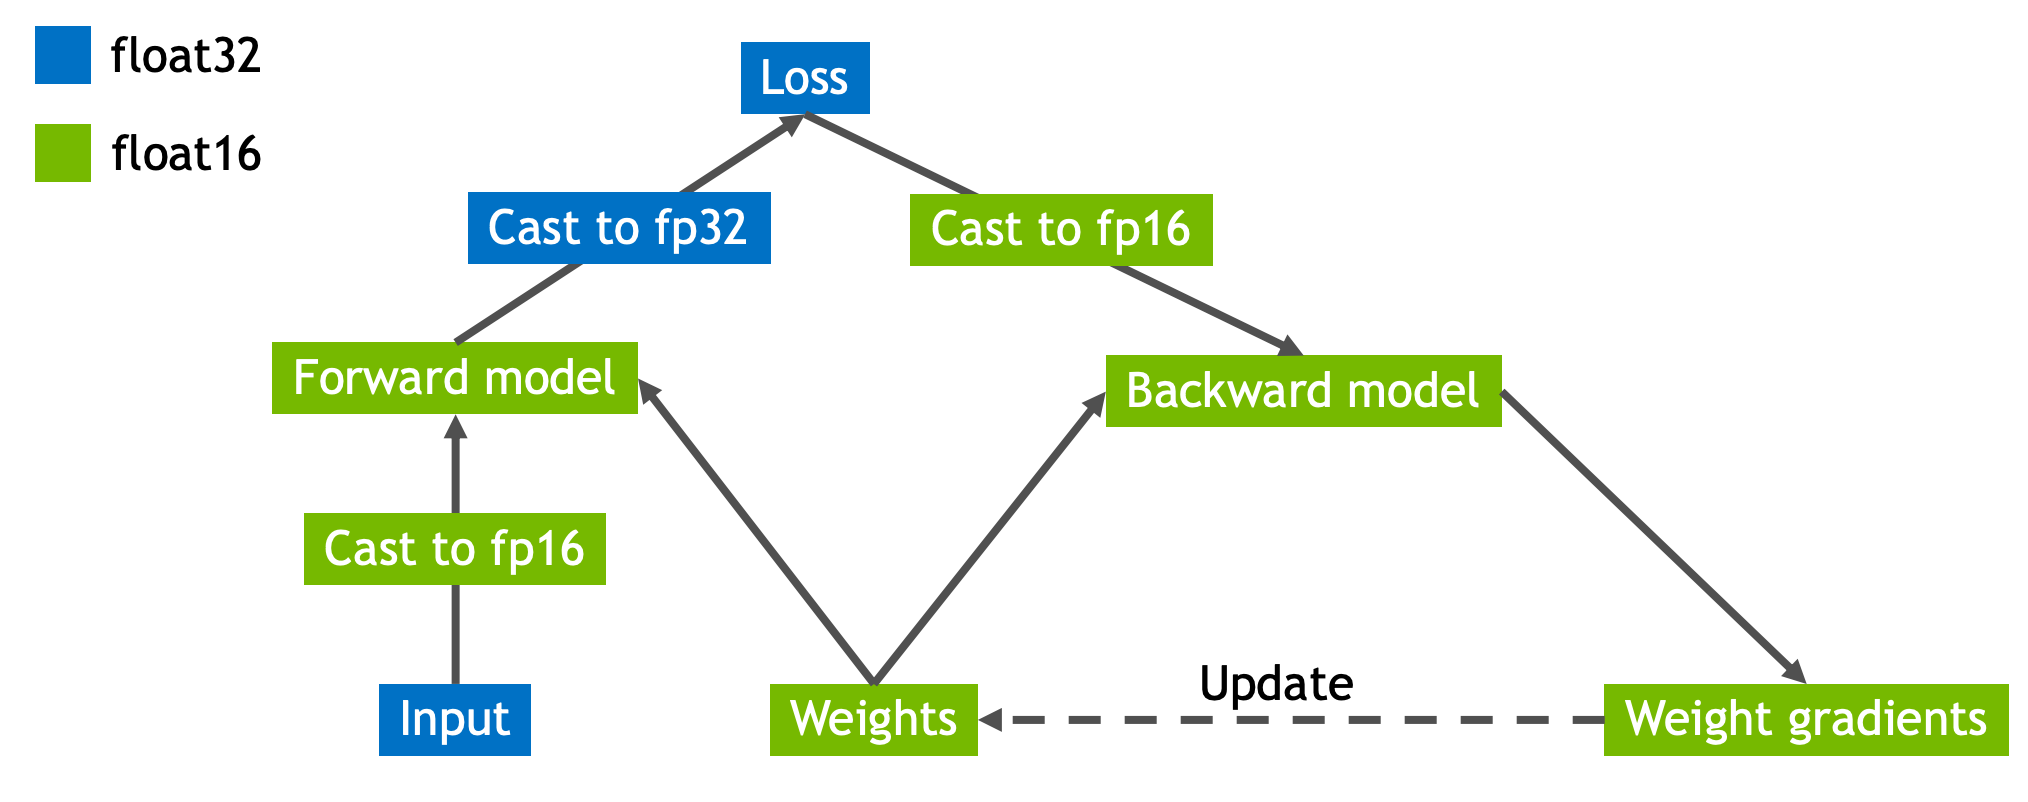 float32
float16
Loss
Cast to fp32
Cast to fp16
Forward model
Backward model
Cast to fp16
Update
Input
Weights
Weight gradients